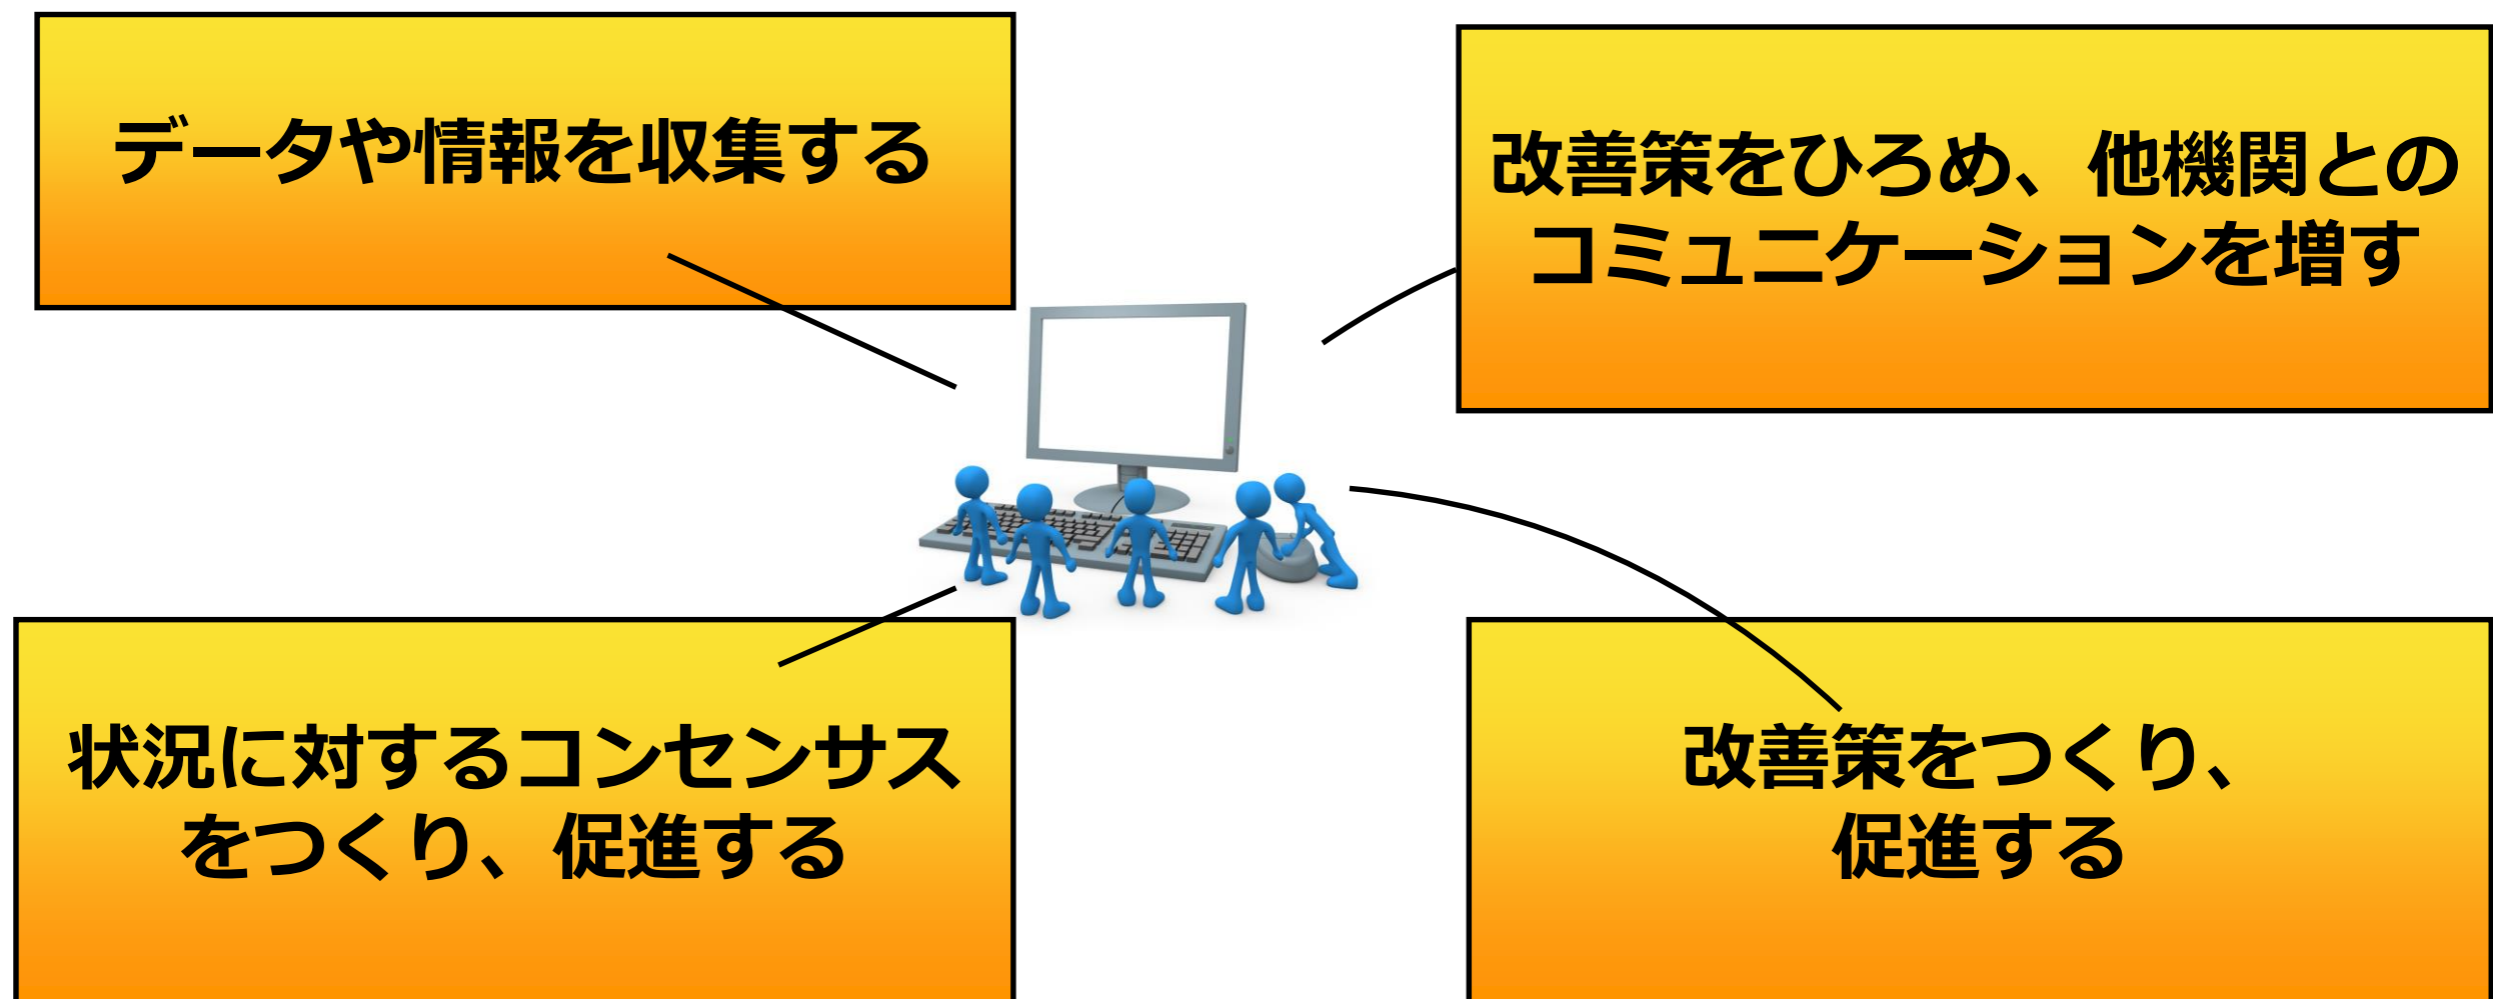 データや情報を収集する
改善策をひろめ、他機関との
コミュニケーションを増す
状況に対するコンセンサス
をつくり、促進する
改善策をつくり、
促進する